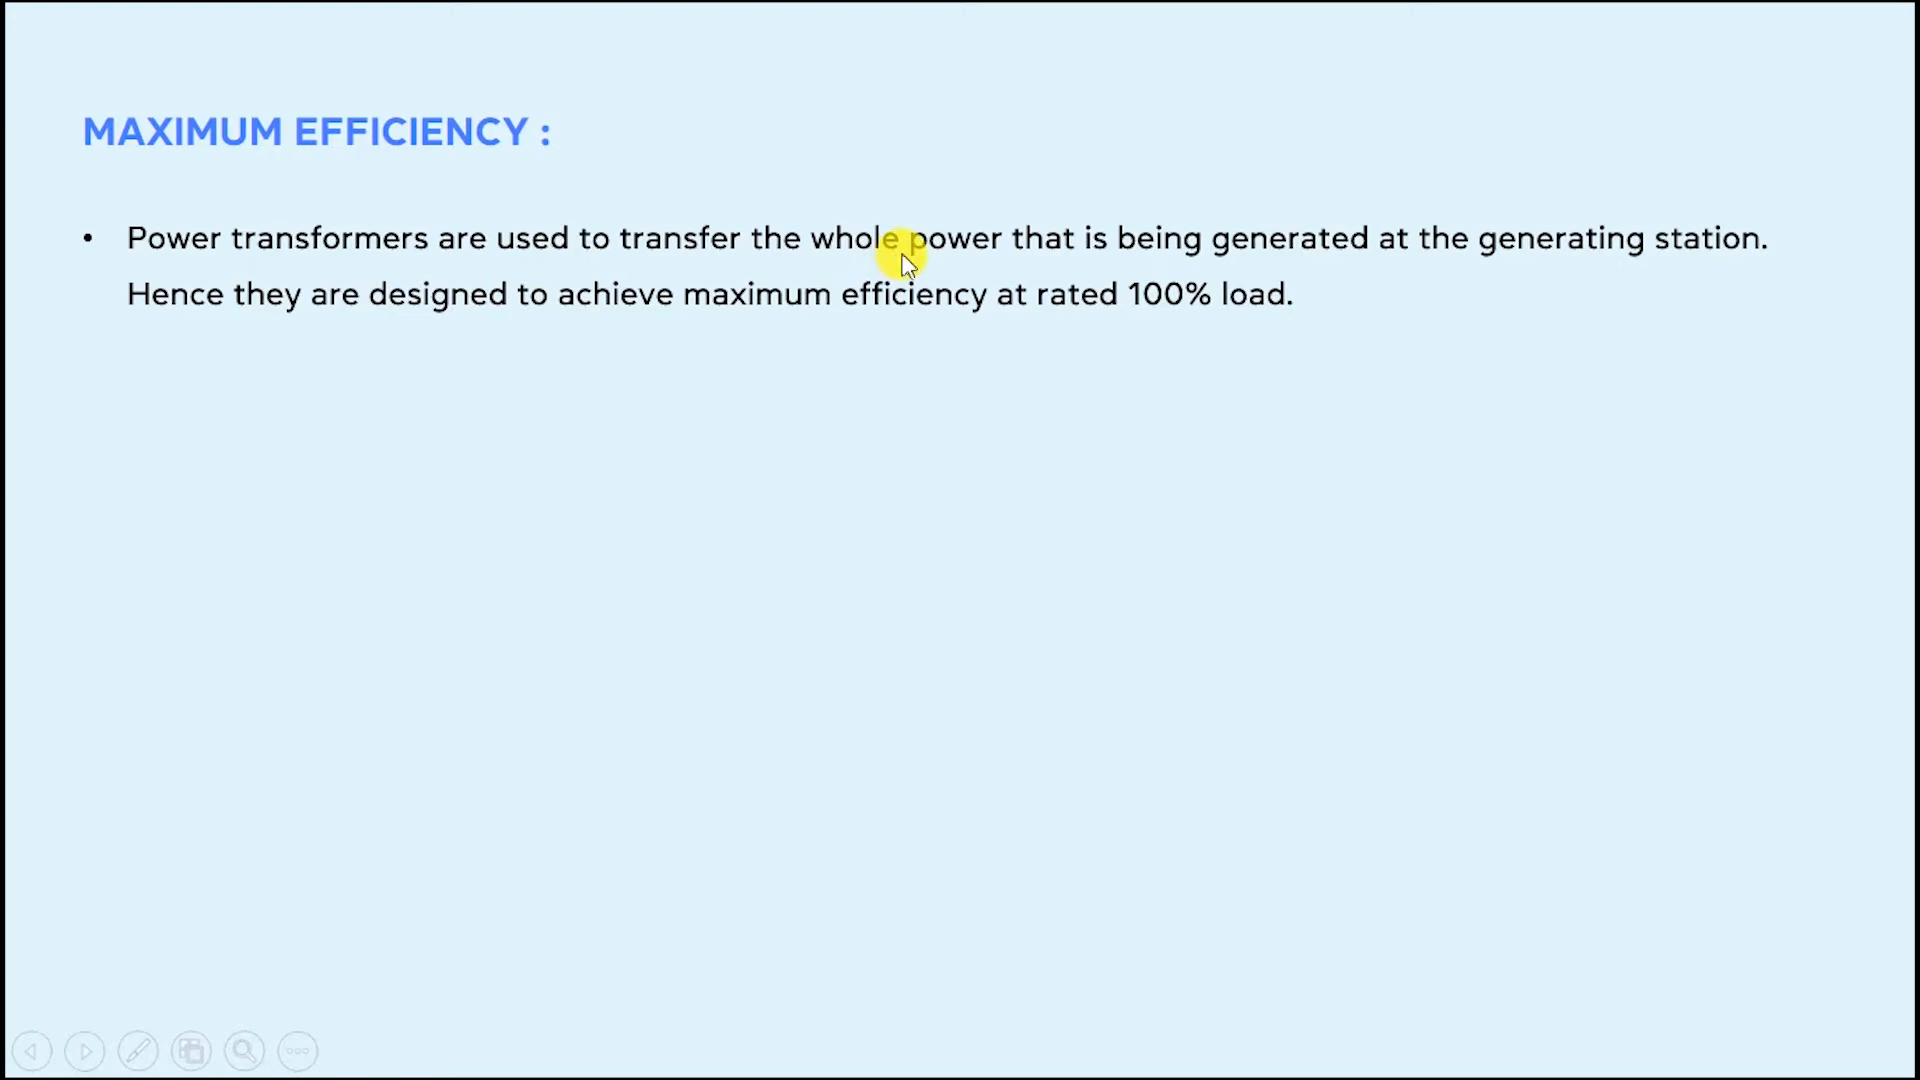 MAXIMUM EFFICIENCY :
• Power transformers are used to transfer the whole power that is being generated at the generating station.
Hence they are designed to achieve maximum efficiency at rated 100% load.